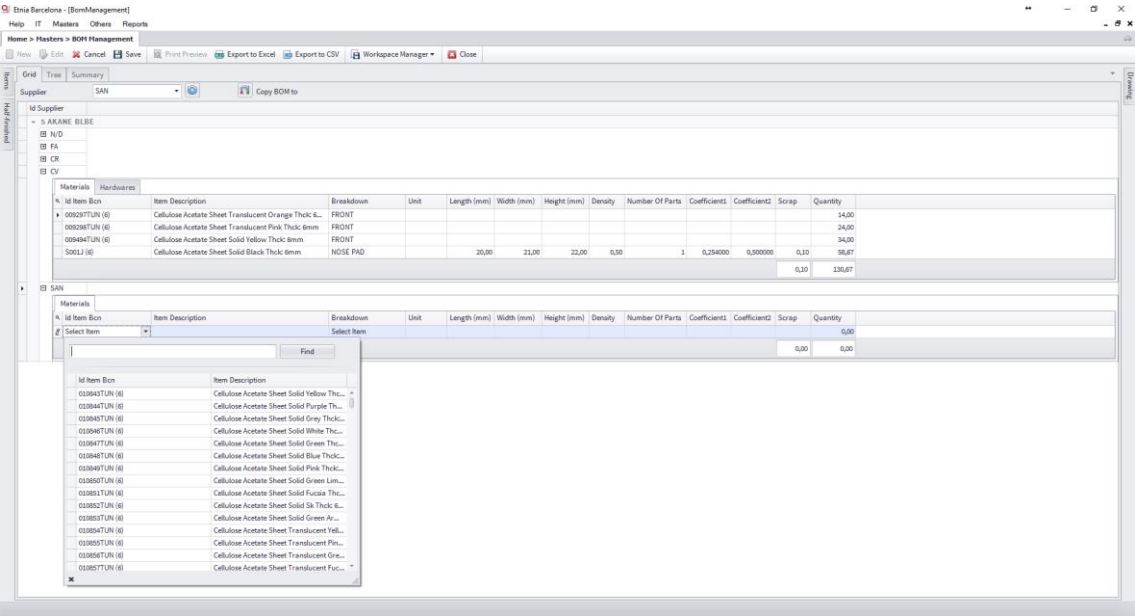 Etnia Barcelona - [BomManagement]
Help IT Masters Others Reports
Home > Masters > BOM Management
New Edit Cancel Save Print Preview Export to Excel Export to CSV Workspace Manager Close
Items
Half-finished
Drawing
Grid Tree Summary
Supplier SAN Copy BOM to
Id Supplier
S AKANE BLBE
N/D
FA
CR
CV
Materials Hardwares
Id Item Bcn Item Description Breakdown Unit Length (mm) Width (mm) Height (mm) Density Number Of Parts Coefficient1 Coefficient2 Scrap Quantity
009297TUN (6) Cellulose Acetate Sheet Translucent Orange Thclc 6... FRONT 14,00
009298TUN (6) Cellulose Acetate Sheet Translucent Pink Thclc 6mm FRONT 24,00
009494TUN (6) Cellulose Acetate Sheet Solid Yellow Thclc 6mm FRONT 34,00
S001J (6) Cellulose Acetate Sheet Solid Black Thclc 6mm NOSE PAD 20,00 21,00 22,00 0,50 1 0,254000 0,500000 0,10 58,67
0,10 130,67
SAN
Materials
Id Item Bcn Item Description Breakdown Unit Length (mm) Width (mm) Height (mm) Density Number Of Parts Coefficient1 Coefficient2 Scrap Quantity
Select Item Select Item 0,00
0,00 0,00
Find
Id Item Bcn Item Description
010843TUN (6) Cellulose Acetate Sheet Solid Yellow Thc...
010844TUN (6) Cellulose Acetate Sheet Solid Purple Th...
010845TUN (6) Cellulose Acetate Sheet Solid Grey Thclc...
010846TUN (6) Cellulose Acetate Sheet Solid White Thc...
010847TUN (6) Cellulose Acetate Sheet Solid Green Thc...
010848TUN (6) Cellulose Acetate Sheet Solid Blue Thclc...
010849TUN (6) Cellulose Acetate Sheet Solid Pink Thclc...
010850TUN (6) Cellulose Acetate Sheet Solid Green Lim...
010851TUN (6) Cellulose Acetate Sheet Solid Fucsia Thc...
010852TUN (6) Cellulose Acetate Sheet Solid Sk Thclc 6...
010853TUN (6) Cellulose Acetate Sheet Solid Green Ar...
010854TUN (6) Cellulose Acetate Sheet Translucent Yell...
010855TUN (6) Cellulose Acetate Sheet Translucent Pin...
010856TUN (6) Cellulose Acetate Sheet Translucent Gre...
010857TUN (6) Cellulose Acetate Sheet Translucent Fuc...